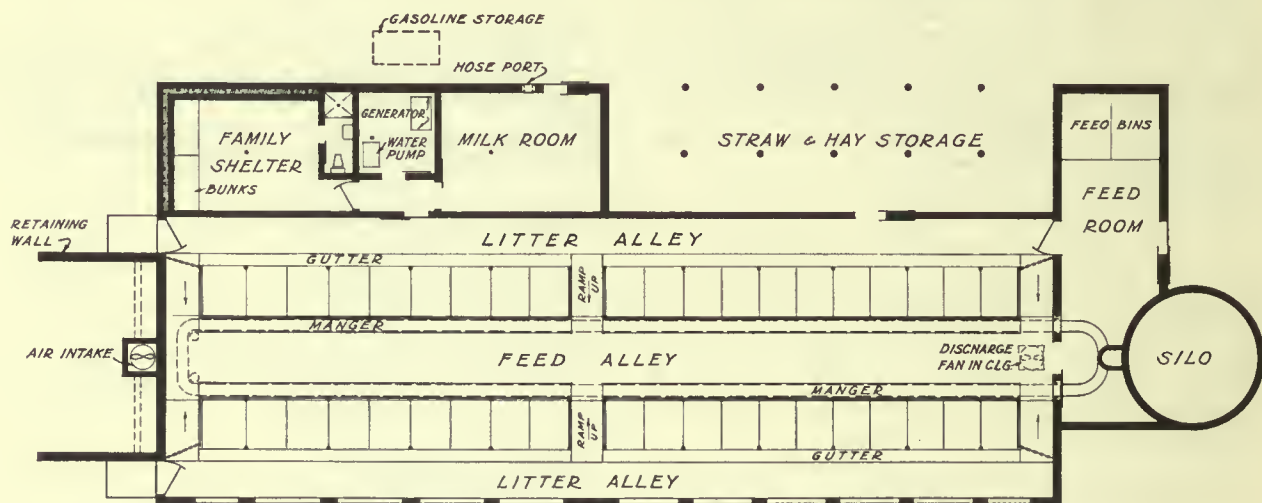 GASOLINE STORAGE
HOSE PORT
GENERATOR
FAMILY
SHELTER
WATER
PUMP
MILK ROOM
STRAW & HAY STORAGE
FEED BINS
BUNKS
FEED
ROOM
RETAINING
WALL
LITTER ALLEY
GUTTER
RAMP
UP
MANGER
AIR INTAKE
FEED ALLEY
DISCHARGE
FAN IN CLG
SILO
MANGER
RAMP
UP
GUTTER
LITTER ALLEY